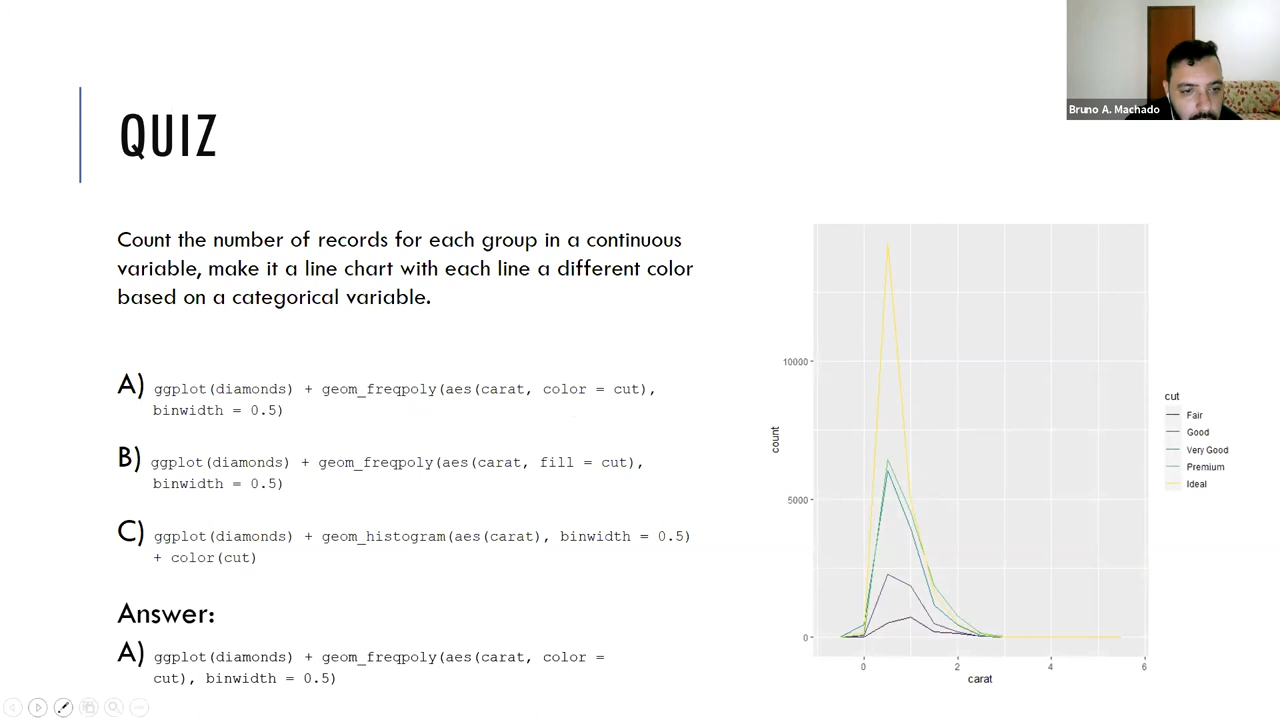 Bruno A. Machado
QUIZ
Count the number of records for each group in a continuous
variable, make it a line chart with each line a different color
based on a categorical variable.
A) ggplot(diamonds) + geom_freqpoly(aes(carat, color = cut),
binwidth = 0.5)
B) ggplot(diamonds) + geom_freqpoly(aes(carat, fill = cut),
binwidth = 0.5)
C) ggplot(diamonds) + geom_histogram(aes(carat), binwidth = 0.5)
+ color(cut)
Answer:
A) ggplot(diamonds) + geom_freqpoly(aes(carat, color =
cut), binwidth = 0.5)
10000
5000
0
count
0 2 4 6
carat
cut
Fair
Good
Very Good
Premium
Ideal